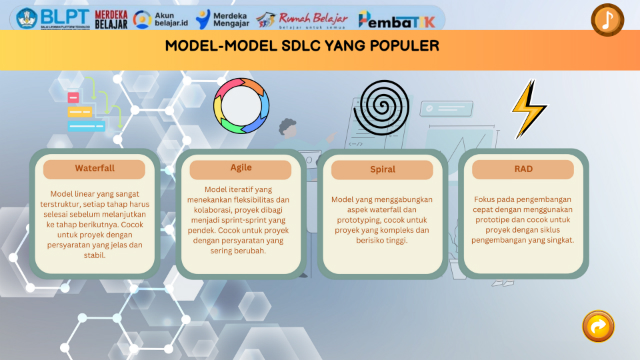 BLPT
MERDEKA BELAJAR
Akun belajar.id
Merdeka Mengajar
Rumah Belajar
belajar untuk semua
PembaTIK
MODEL-MODEL SDLC YANG POPULER
Waterfall
Model linear yang sangat
terstruktur, setiap tahap harus
selesai sebelum melanjutkan
ke tahap berikutnya. Cocok
untuk proyek dengan
persyaratan yang jelas dan
stabil.
Agile
Model iteratif yang
menekankan fleksibilitas dan
kolaborasi, proyek dibagi
menjadi sprint-sprint yang
pendek. Cocok untuk proyek
dengan persyaratan yang
sering berubah.
Spiral
Model yang menggabungkan
aspek waterfall dan
prototyping, cocok untuk
proyek yang kompleks dan
berisiko tinggi.
RAD
Fokus pada pengembangan
cepat dengan menggunakan
prototipe dan cocok untuk
proyek dengan siklus
pengembangan yang singkat.